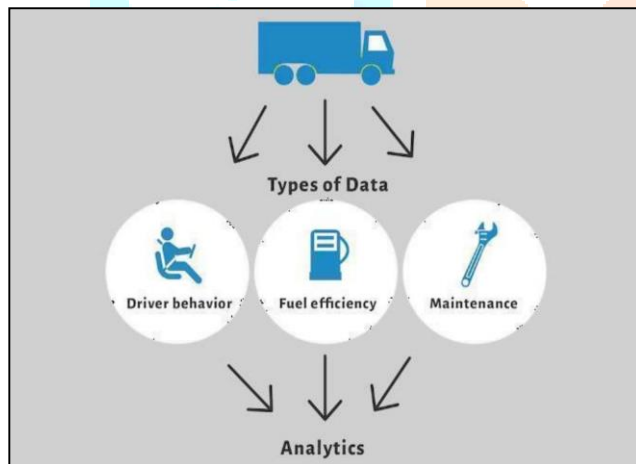 Types of Data
Driver behavior
Fuel efficiency
Maintenance
Analytics